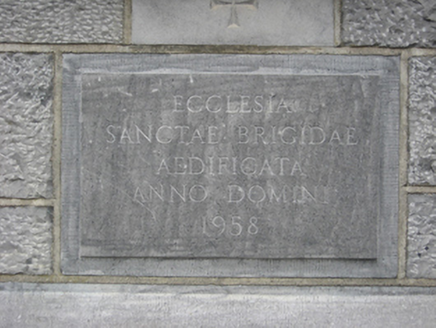 ECCLESIA
SANCTAE BRIGIDAE
AEDIFICATA
ANNO DOMINI
1958